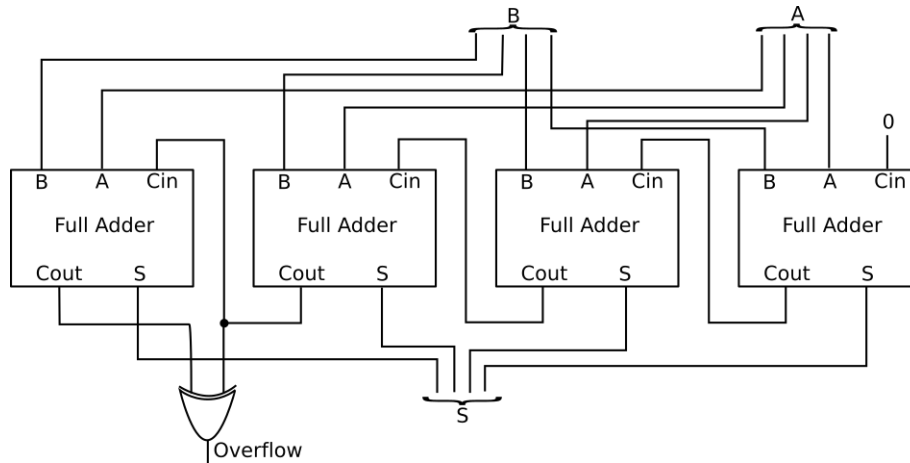 B
A
0
B A Cin
B A Cin
B A Cin
B A Cin
Full Adder
Full Adder
Full Adder
Full Adder
Cout S
Cout S
Cout S
Cout S
S
Overflow